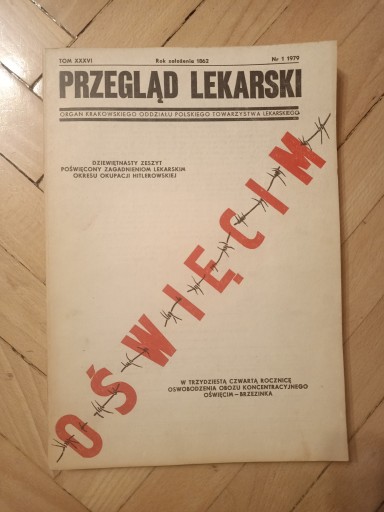 TOM XXXVI Rok założenia 1862 Nr 1 1979
PRZEGLĄD LEKARSKI
ORGAN KRAKOWSKIEGO ODDZIAŁU POLSKIEGO TOWARZYSTWA LEKARSKIEGO
DZIEWIĘTNASTY ZESZYT
POŚWIĘCONY ZAGADNIENIOM LEKARSKIM
OKRESU OKUPACJI HITLEROWSKIEJ
OŚWIĘCIM
W TRZYDZIESTĄ CZWARTĄ ROCZNICĘ
OSWOBODZENIA OBOZU KONCENTRACYJNEGO
OŚWIĘCIM-BRZEZINKA